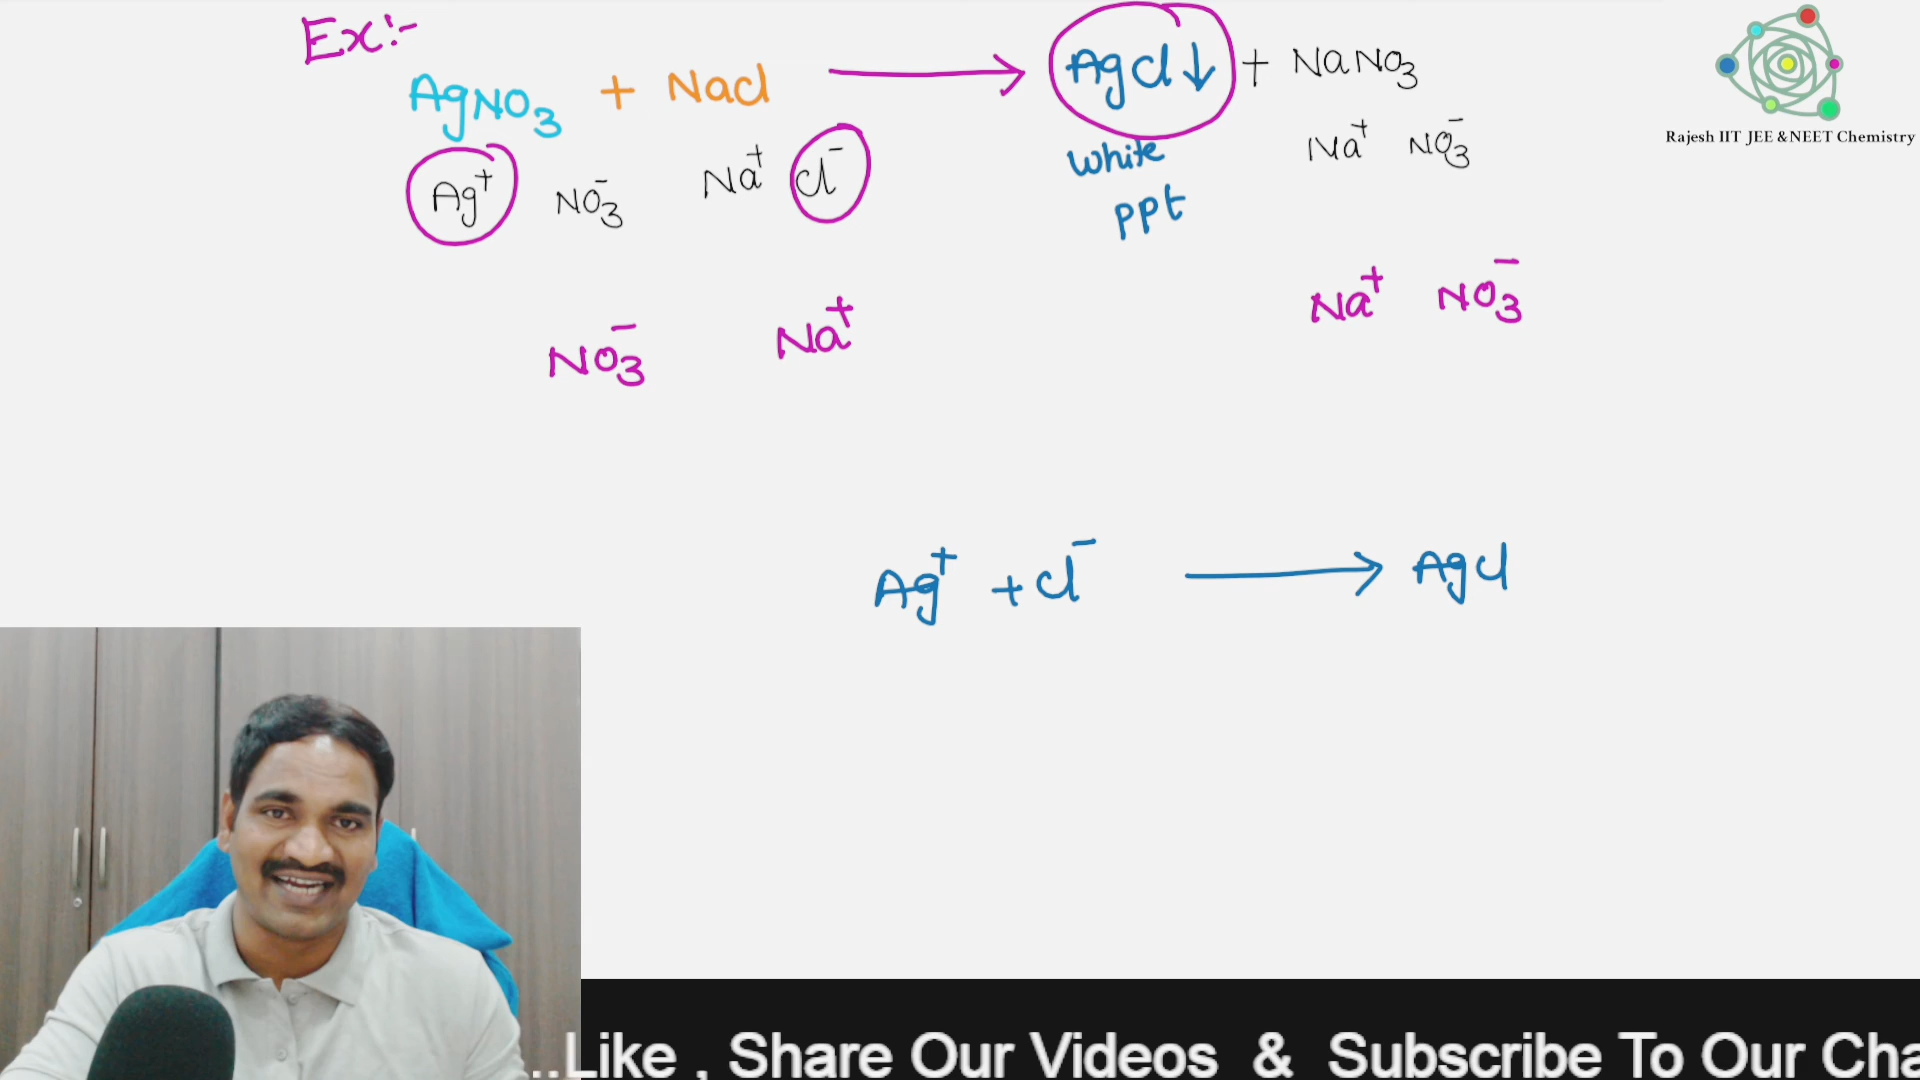 Ex:-
AgNO3 + NaCl ⟶ AgCl↓ + NaNO3
Ag⁺ NO3⁻ Na⁺ Cl⁻ white ppt Na⁺ NO3⁻
NO3⁻ Na⁺ Na⁺ NO3⁻
Ag⁺ + Cl⁻ ⟶ AgCl
Rajesh IIT JEE & NEET Chemistry
..Like , Share Our Videos & Subscribe To Our Cha